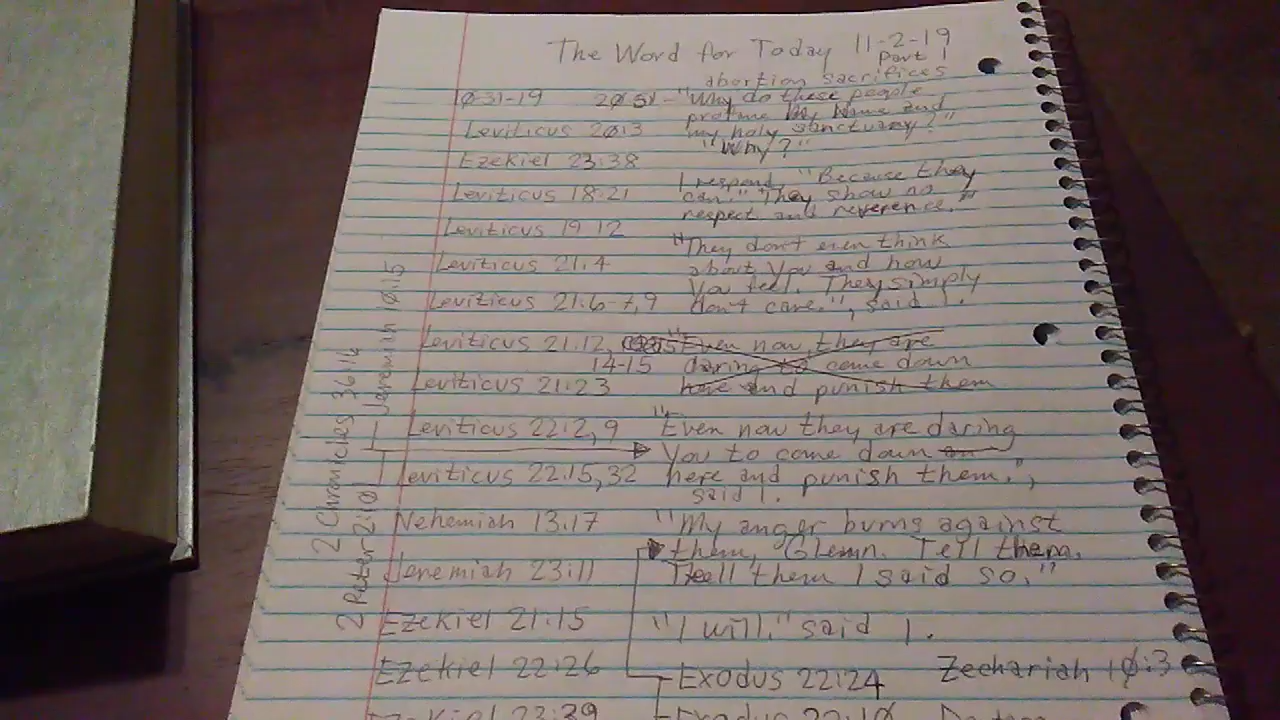 The Word for Today 11-2-19
Part 1
abortion sacrifices
10-31-19 2051 - "Why do these people
profane My Name and
Leviticus 20:3 my holy sanctuary?"
"Why?"
Ezekiel 23:38
I respond, "Because they
Leviticus 18:21 can." They show no
respect and reverence."
Leviticus 19:12
"They don't even think
Leviticus 21:4 about You and how
You feel. They simply
Leviticus 21:6-7,9 don't care.", said I.
Leviticus 21:12, "Even now, they are
14-15 daring to come down
Leviticus 21:23 here and punish them
Leviticus 22:2,9 "Even now they are daring
You to come down on
Leviticus 22:15,32 here and punish them.",
said I.
Nehemiah 13:17 "My anger burns against
them, Glenn. Tell them.
Jeremiah 23:11 Tell them I said so."
Ezekiel 21:15 "I will." said I.
Ezekiel 22:26 Exodus 22:24 Zechariah 10:3
Ezekiel 23:39 Exodus
2 Chronicles 36:14
2 Peter 2:10
Jeremiah 10:15